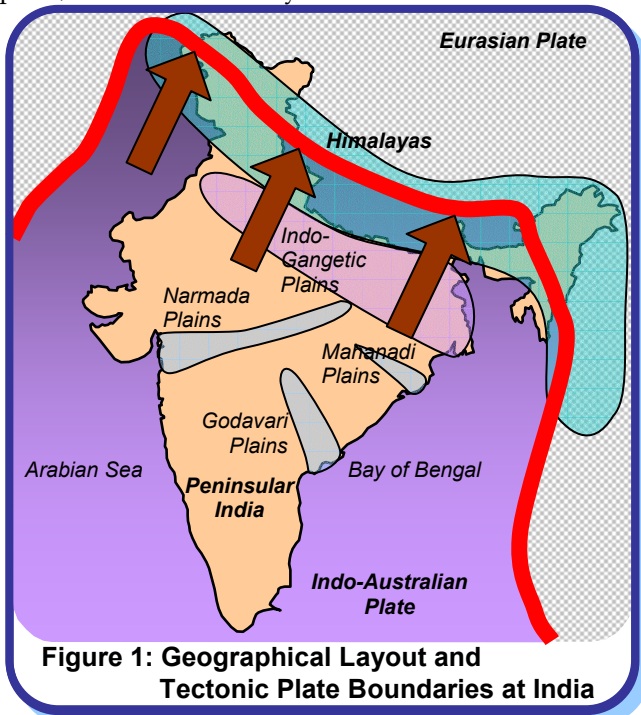 Eurasian Plate
Himalayas
Indo-
Gangetic
Plains
Narmada
Plains
Mahanadi
Plains
Godavari
Plains
Arabian Sea
Bay of Bengal
Peninsular
India
Indo-Australian
Plate
Figure 1: Geographical Layout and
Tectonic Plate Boundaries at India